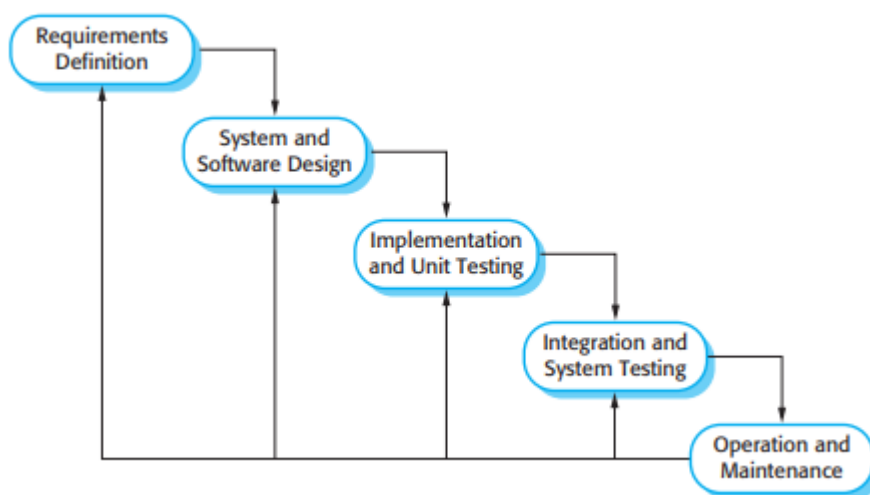 Requirements
Definition
System and
Software Design
Implementation
and Unit Testing
Integration and
System Testing
Operation and
Maintenance